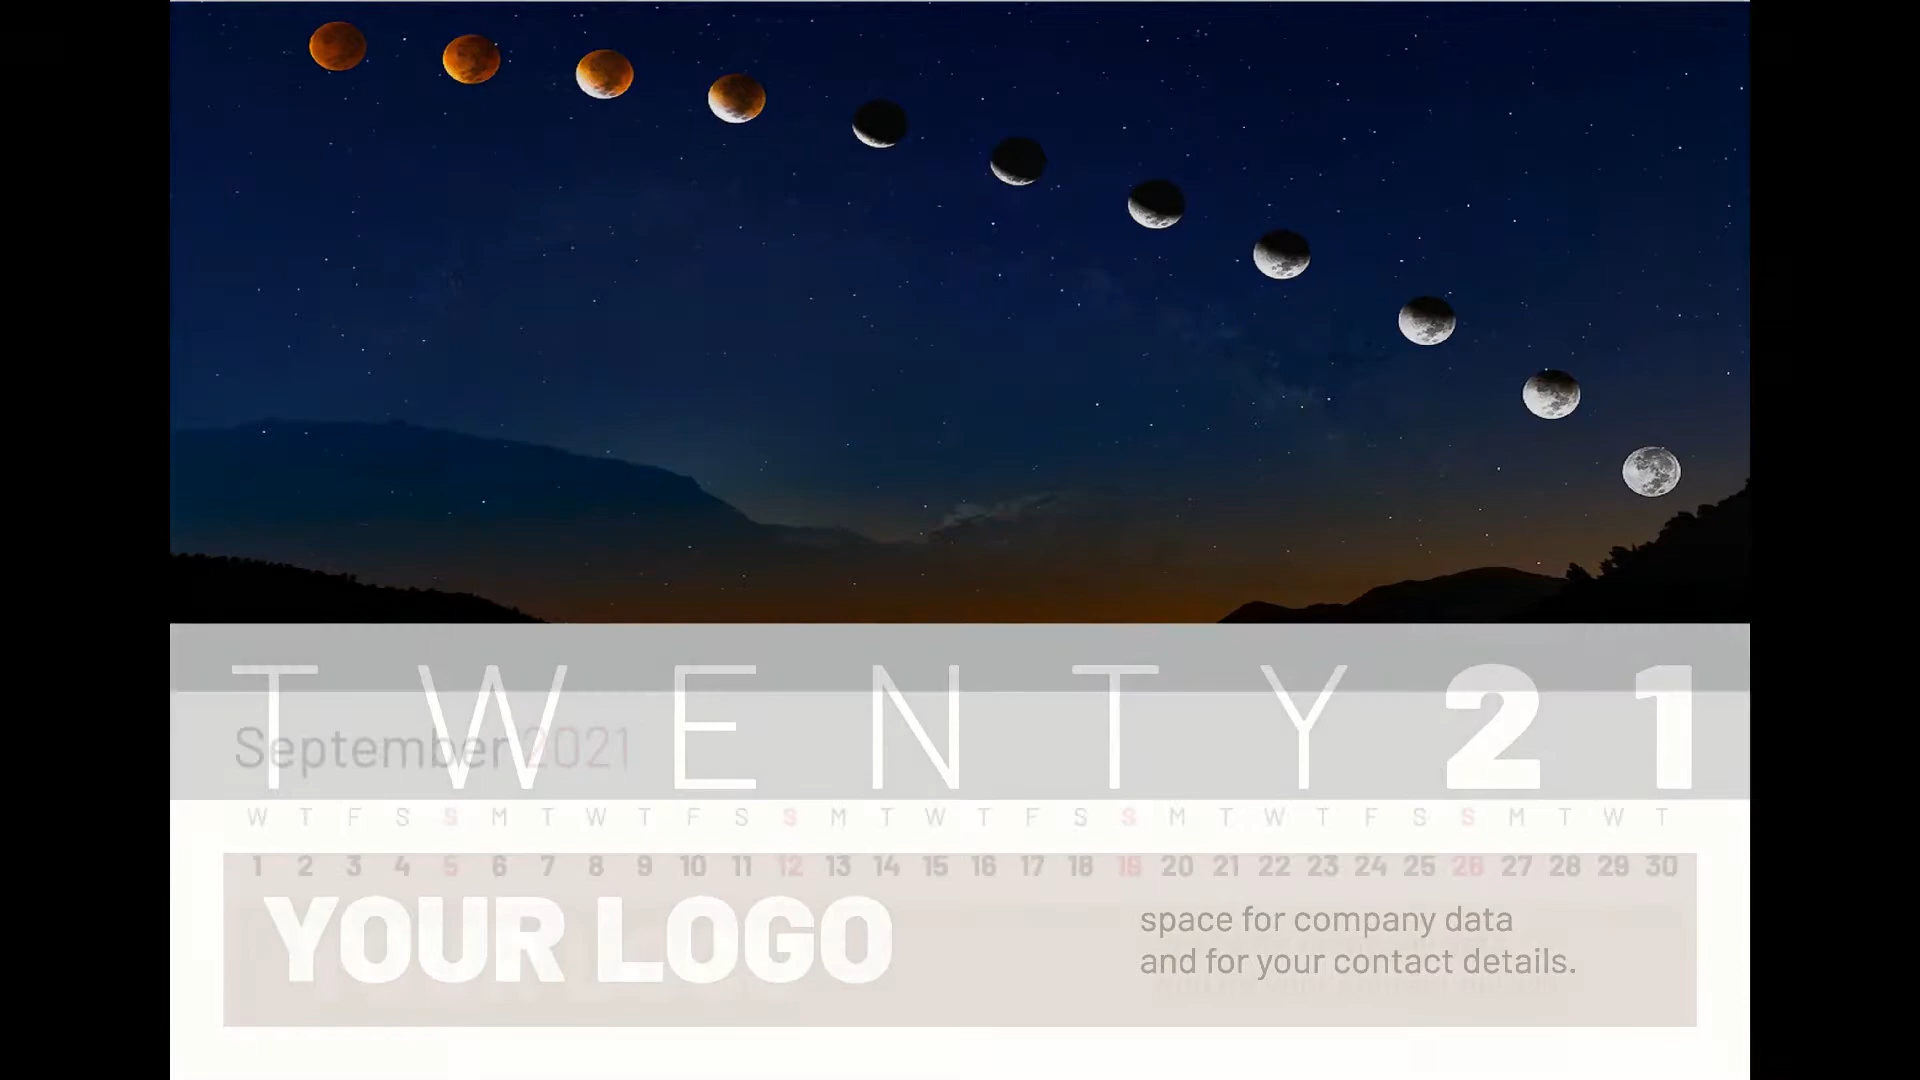 TWENTY21
September 2021
W T F S S M T W T F S S M T W T F S S M T W T F S S M T W T
1 2 3 4 5 6 7 8 9 10 11 12 13 14 15 16 17 18 19 20 21 22 23 24 25 26 27 28 29 30
YOUR LOGO
space for company data
and for your contact details.